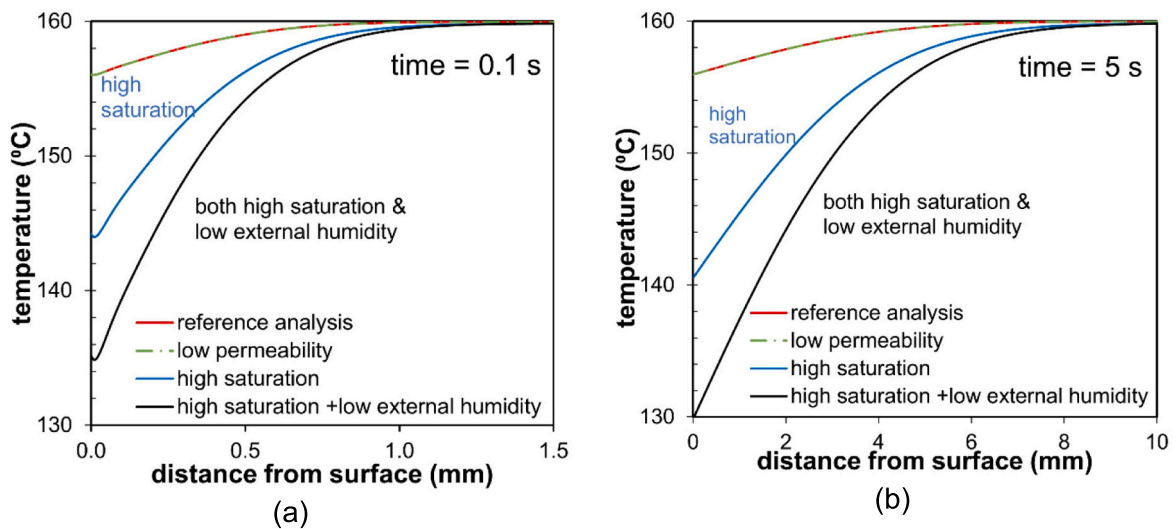 160
150
140
130
temperature (ºC)
time = 0.1 s
high
saturation
both high saturation &
low external humidity
reference analysis
low permeability
high saturation
high saturation +low external humidity
0.0 0.5 1.0 1.5
distance from surface (mm)
(a)
160
150
140
130
temperature (ºC)
time = 5 s
high
saturation
both high saturation &
low external humidity
reference analysis
low permeability
high saturation
high saturation +low external humidity
0 2 4 6 8 10
distance from surface (mm)
(b)